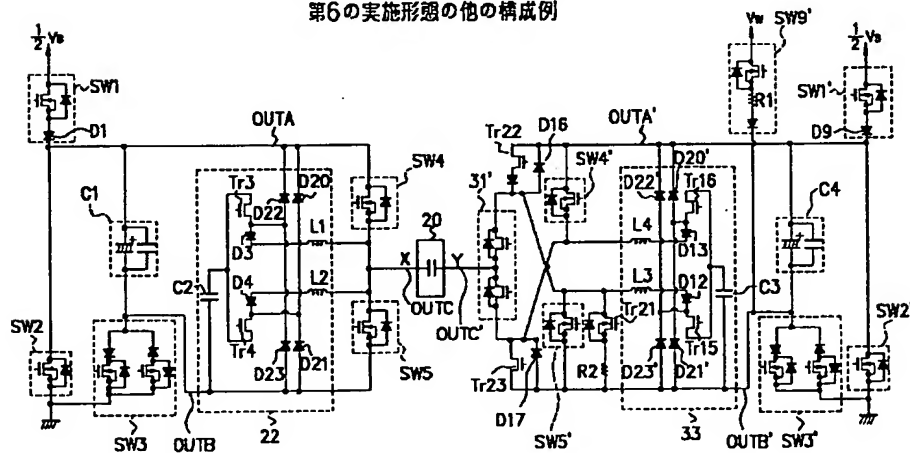 第6の実施形態の他の構成例
1/2 Vs
SW1
D1
OUTA
C1
Tr3
D20
D22
L1
D3
C2
D4
L2
Tr4
D23
D21
SW2
SW3
OUTB
22
SW4
SW5
20
X
Y
OUTC
OUTC'
Tr22
D16
31'
SW4'
Tr23
D17
SW5'
R2
Tr21
OUTA'
D22'
D20'
Tr16
L4
D13
L3
D12
C3
Tr15
D23'
D21'
33
OUTB'
Vw
SW9'
R1
1/2 Vs
SW1'
D9
C4
SW2'
SW3'